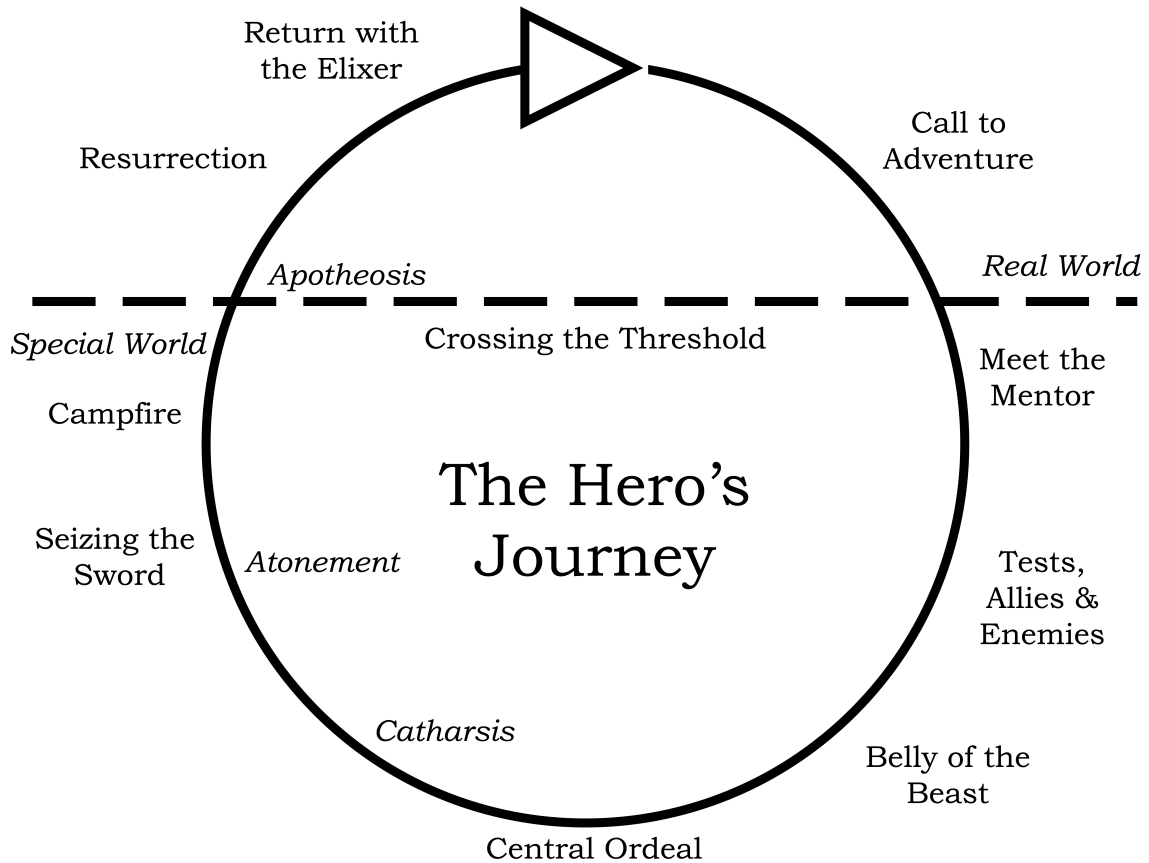 Return with
the Elixer
Call to
Adventure
Resurrection
Real World
Apotheosis
Special World
Crossing the Threshold
Meet the
Mentor
Campfire
The Hero’s
Journey
Seizing the
Sword
Atonement
Tests,
Allies &
Enemies
Catharsis
Belly of the
Beast
Central Ordeal